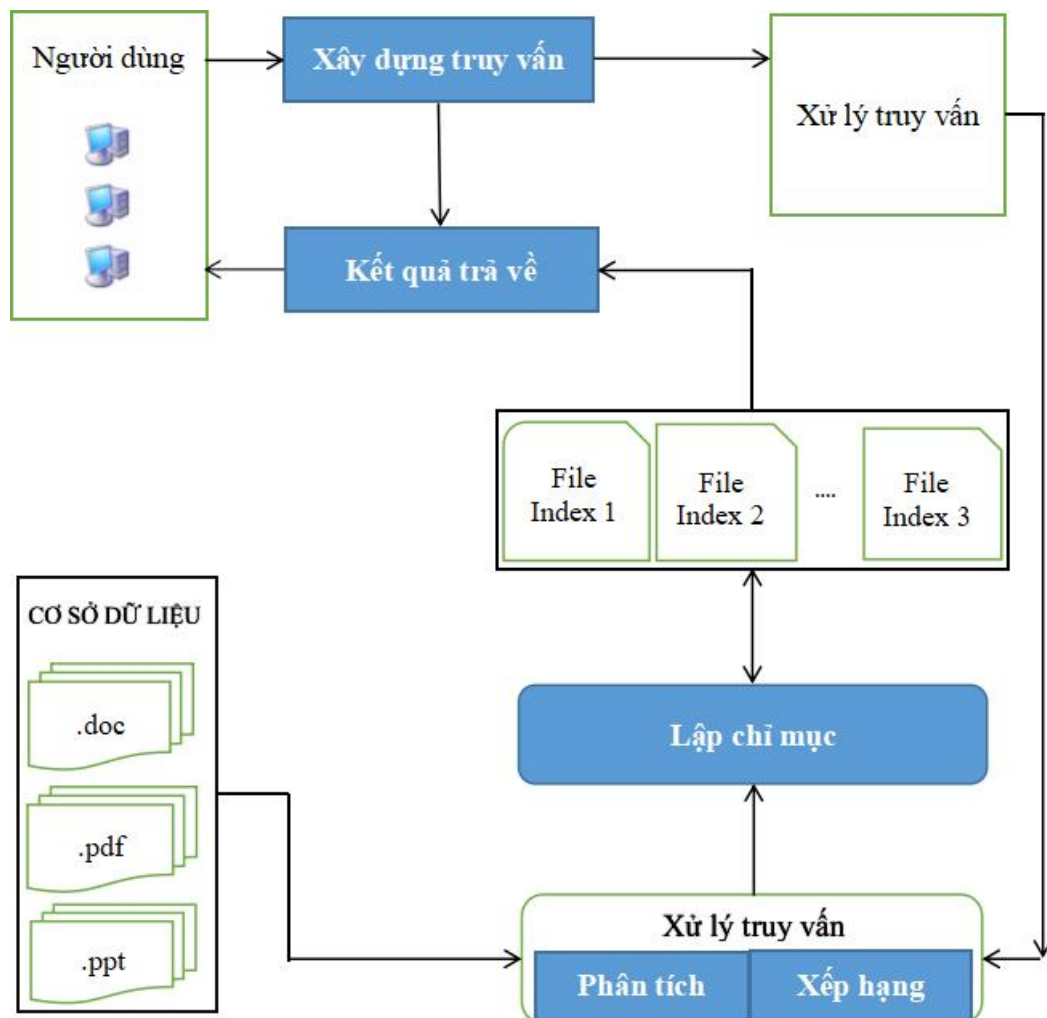 Người dùng
Xây dựng truy vấn
Xử lý truy vấn
Kết quả trả về
File
Index 1
File
Index 2
....
File
Index 3
CƠ SỞ DỮ LIỆU
.doc
.pdf
.ppt
Lập chỉ mục
Xử lý truy vấn
Phân tích
Xếp hạng